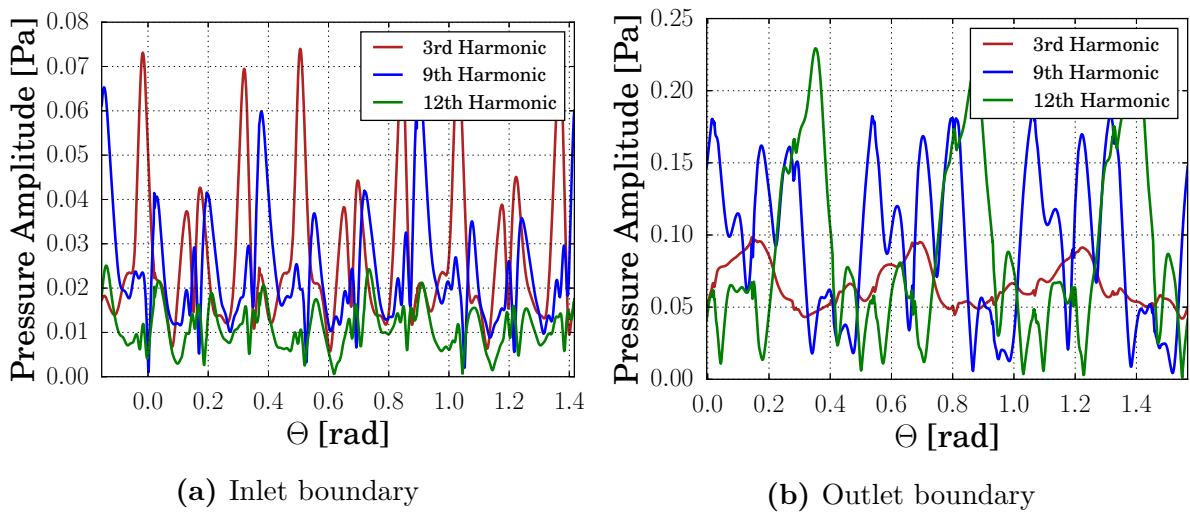 0.08
0.07
0.06
0.05
0.04
0.03
0.02
0.01
0.00
Pressure Amplitude [Pa]
3rd Harmonic
9th Harmonic
12th Harmonic
0.0 0.2 0.4 0.6 0.8 1.0 1.2 1.4
Θ [rad]
(a) Inlet boundary
0.25
0.20
0.15
0.10
0.05
0.00
Pressure Amplitude [Pa]
3rd Harmonic
9th Harmonic
12th Harmonic
0.0 0.2 0.4 0.6 0.8 1.0 1.2 1.4
Θ [rad]
(b) Outlet boundary